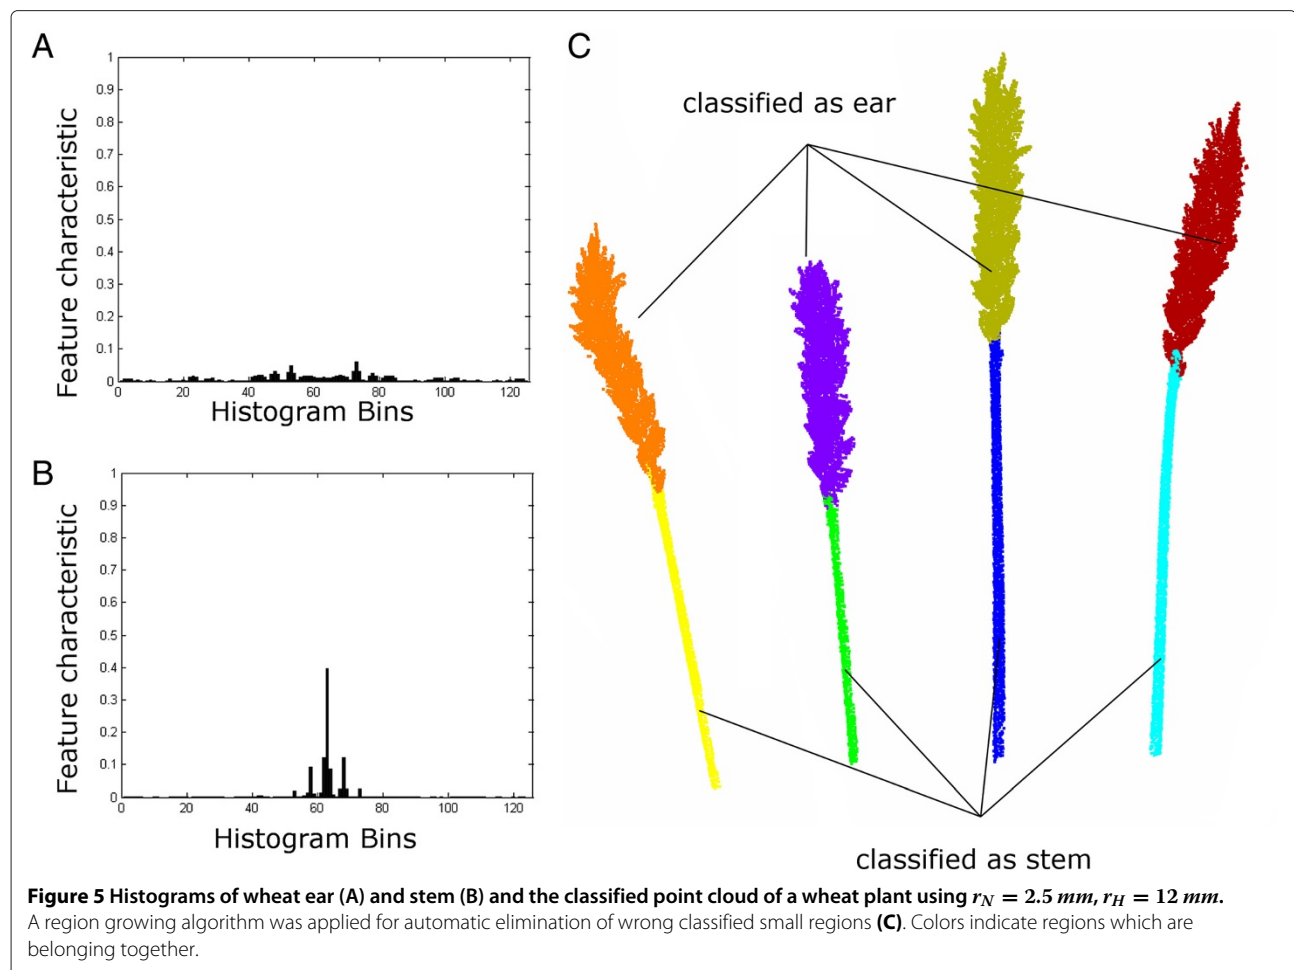 A
1
0.9
0.8
0.7
0.6
0.5
0.4
0.3
0.2
0.1
0
0 20 40 60 80 100 120
Feature characteristic
Histogram Bins
B
1
0.9
0.8
0.7
0.6
0.5
0.4
0.3
0.2
0.1
0
0 20 40 60 80 100 120
Feature characteristic
Histogram Bins
C
classified as ear
classified as stem
Figure 5 Histograms of wheat ear (A) and stem (B) and the classified point cloud of a wheat plant using r_N = 2.5 mm, r_H = 12 mm.
A region growing algorithm was applied for automatic elimination of wrong classified small regions (C). Colors indicate regions which are
belonging together.